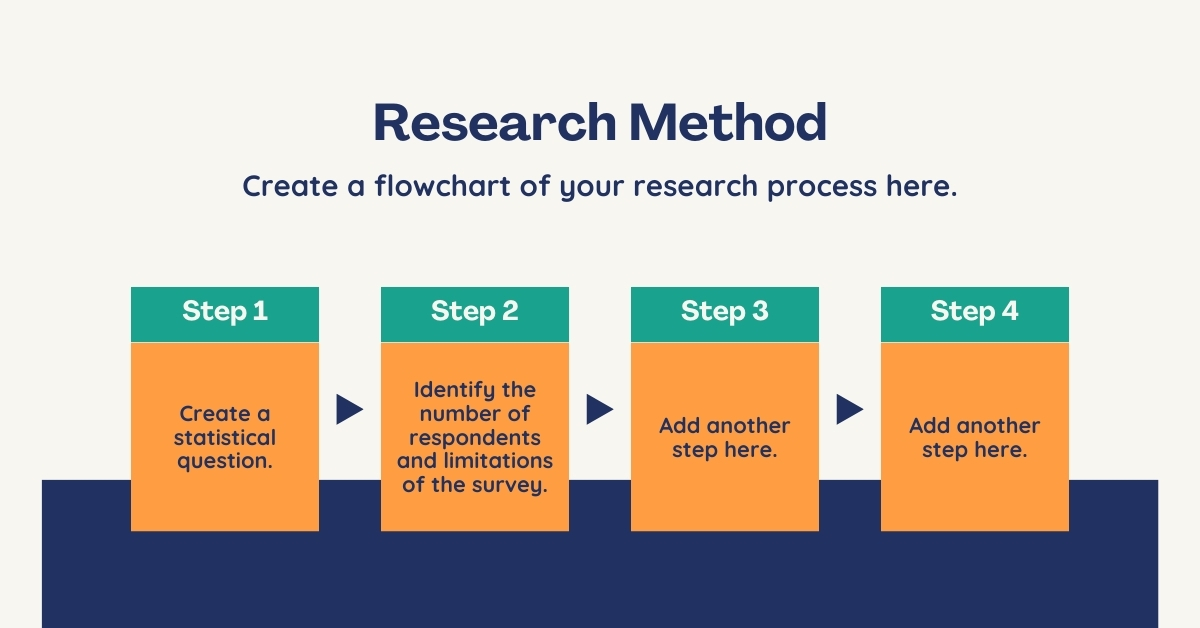 Research Method
Create a flowchart of your research process here.
Step 1
Create a
statistical
question.
Step 2
Identify the
number of
respondents
and limitations
of the survey.
Step 3
Add another
step here.
Step 4
Add another
step here.